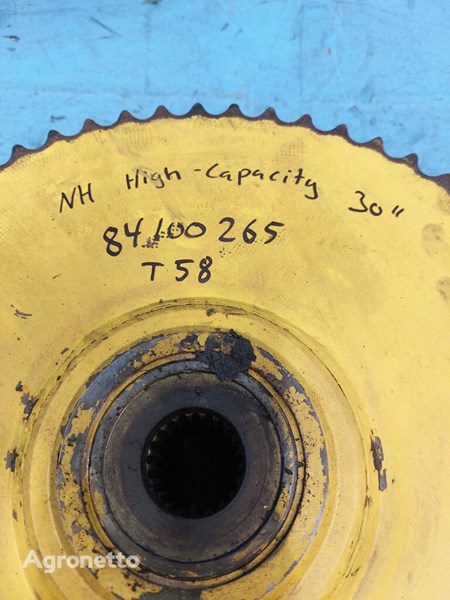 NH High-Capacity 30"
84100265
T58
Agronetto